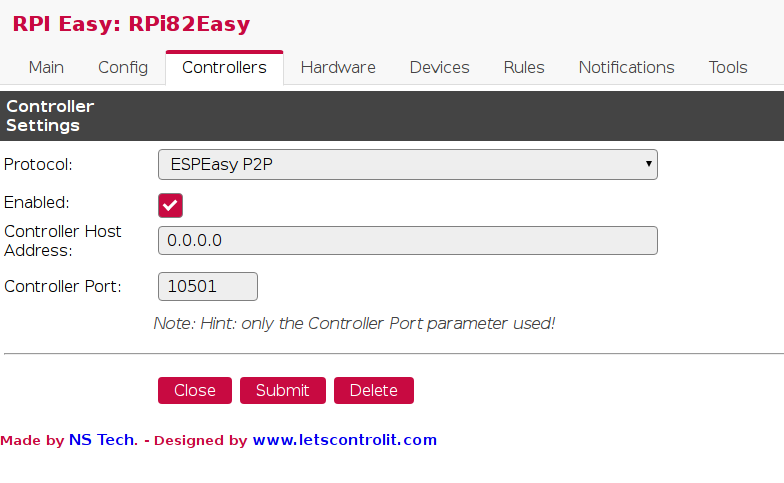 RPI Easy: RPi82Easy
Main Config Controllers Hardware Devices Rules Notifications Tools
Controller
Settings
Protocol: ESPEasy P2P
Enabled:
Controller Host
Address: 0.0.0.0
Controller Port: 10501
Note: Hint: only the Controller Port parameter used!
Close Submit Delete
Made by NS Tech. - Designed by www.letscontrolit.com